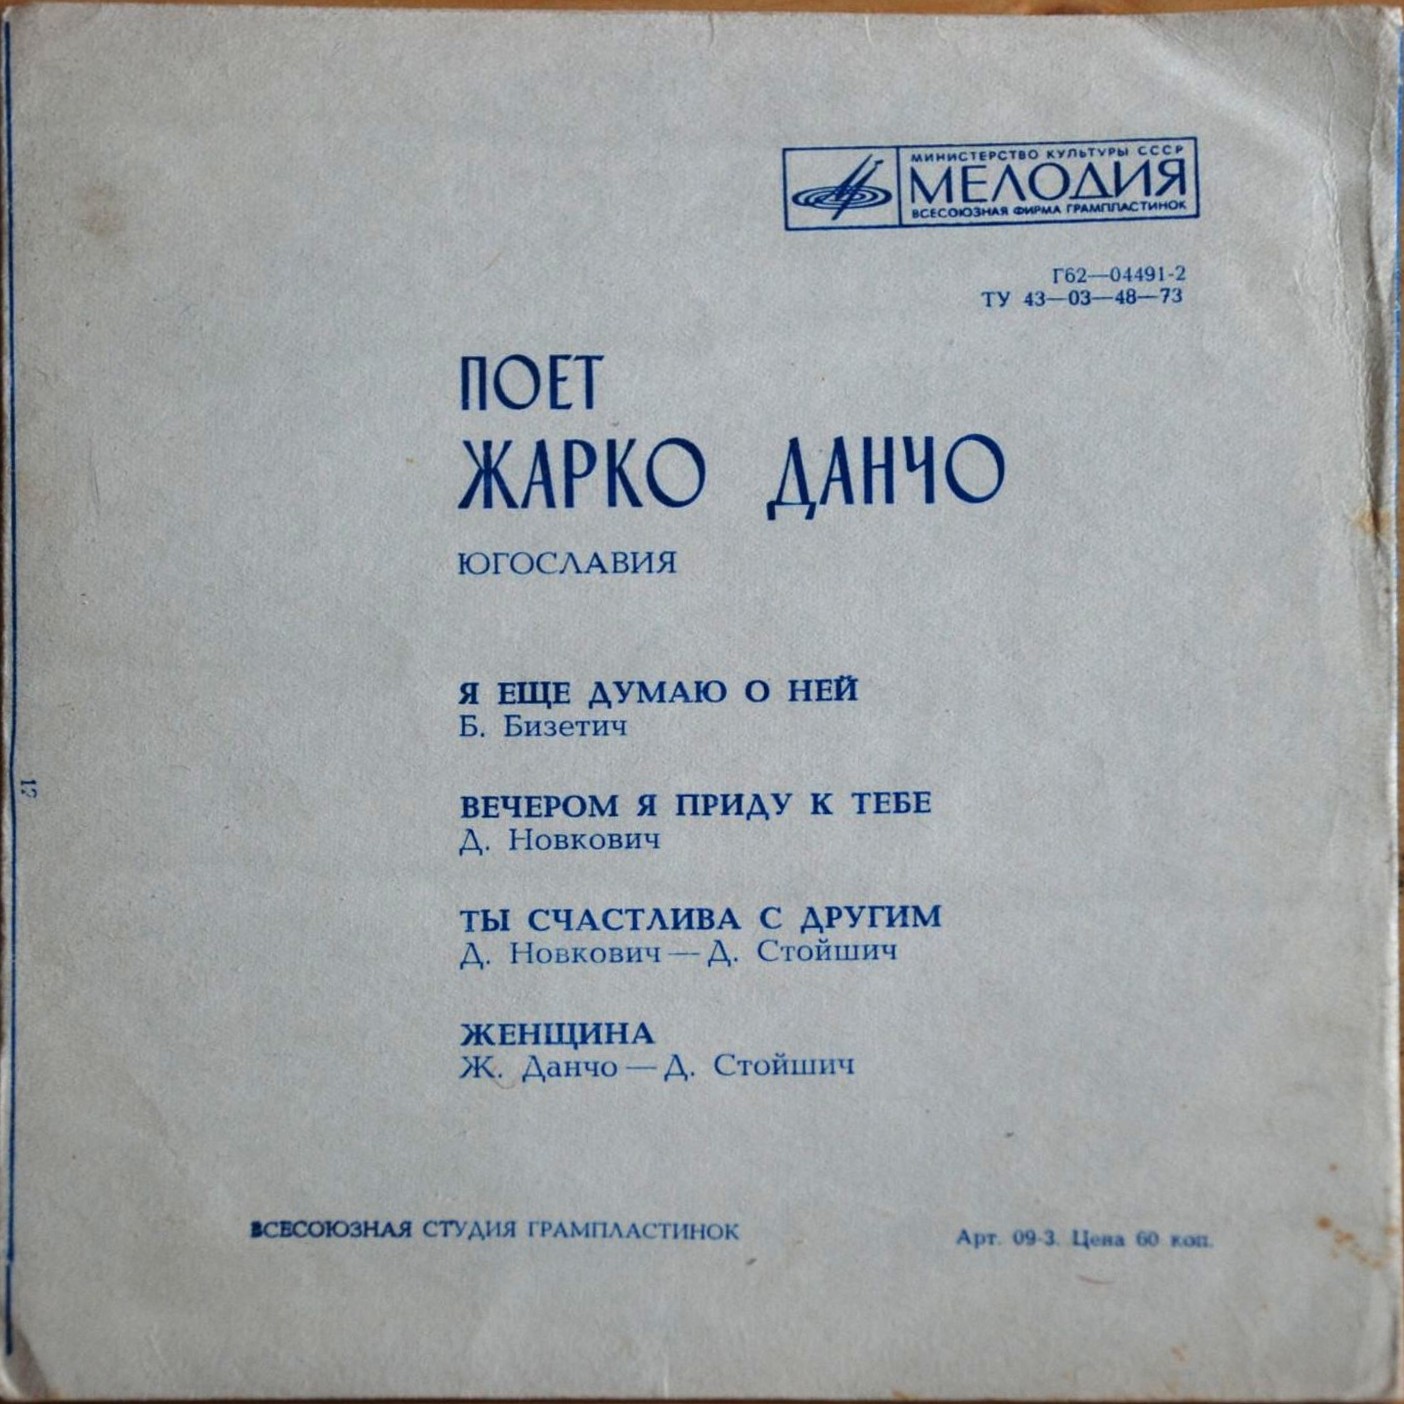 МИНИСТЕРСТВО КУЛЬТУРЫ СССР
МЕЛОДИЯ
ВСЕСОЮЗНАЯ ФИРМА ГРАМПЛАСТИНОК
Г62—04491-2
ТУ 43—03—48—73
ПОЕТ
ЖАРКО ДАНЧО
ЮГОСЛАВИЯ
Я ЕЩЕ ДУМАЮ О НЕЙ
Б. Бизетич
ВЕЧЕРОМ Я ПРИДУ К ТЕБЕ
Д. Новкович
12
ТЫ СЧАСТЛИВА С ДРУГИМ
Д. Новкович — Д. Стойшич
ЖЕНЩИНА
Ж. Данчо — Д. Стойшич
ВСЕСОЮЗНАЯ СТУДИЯ ГРАМПЛАСТИНОК
Арт. 09-3. Цена 60 коп.